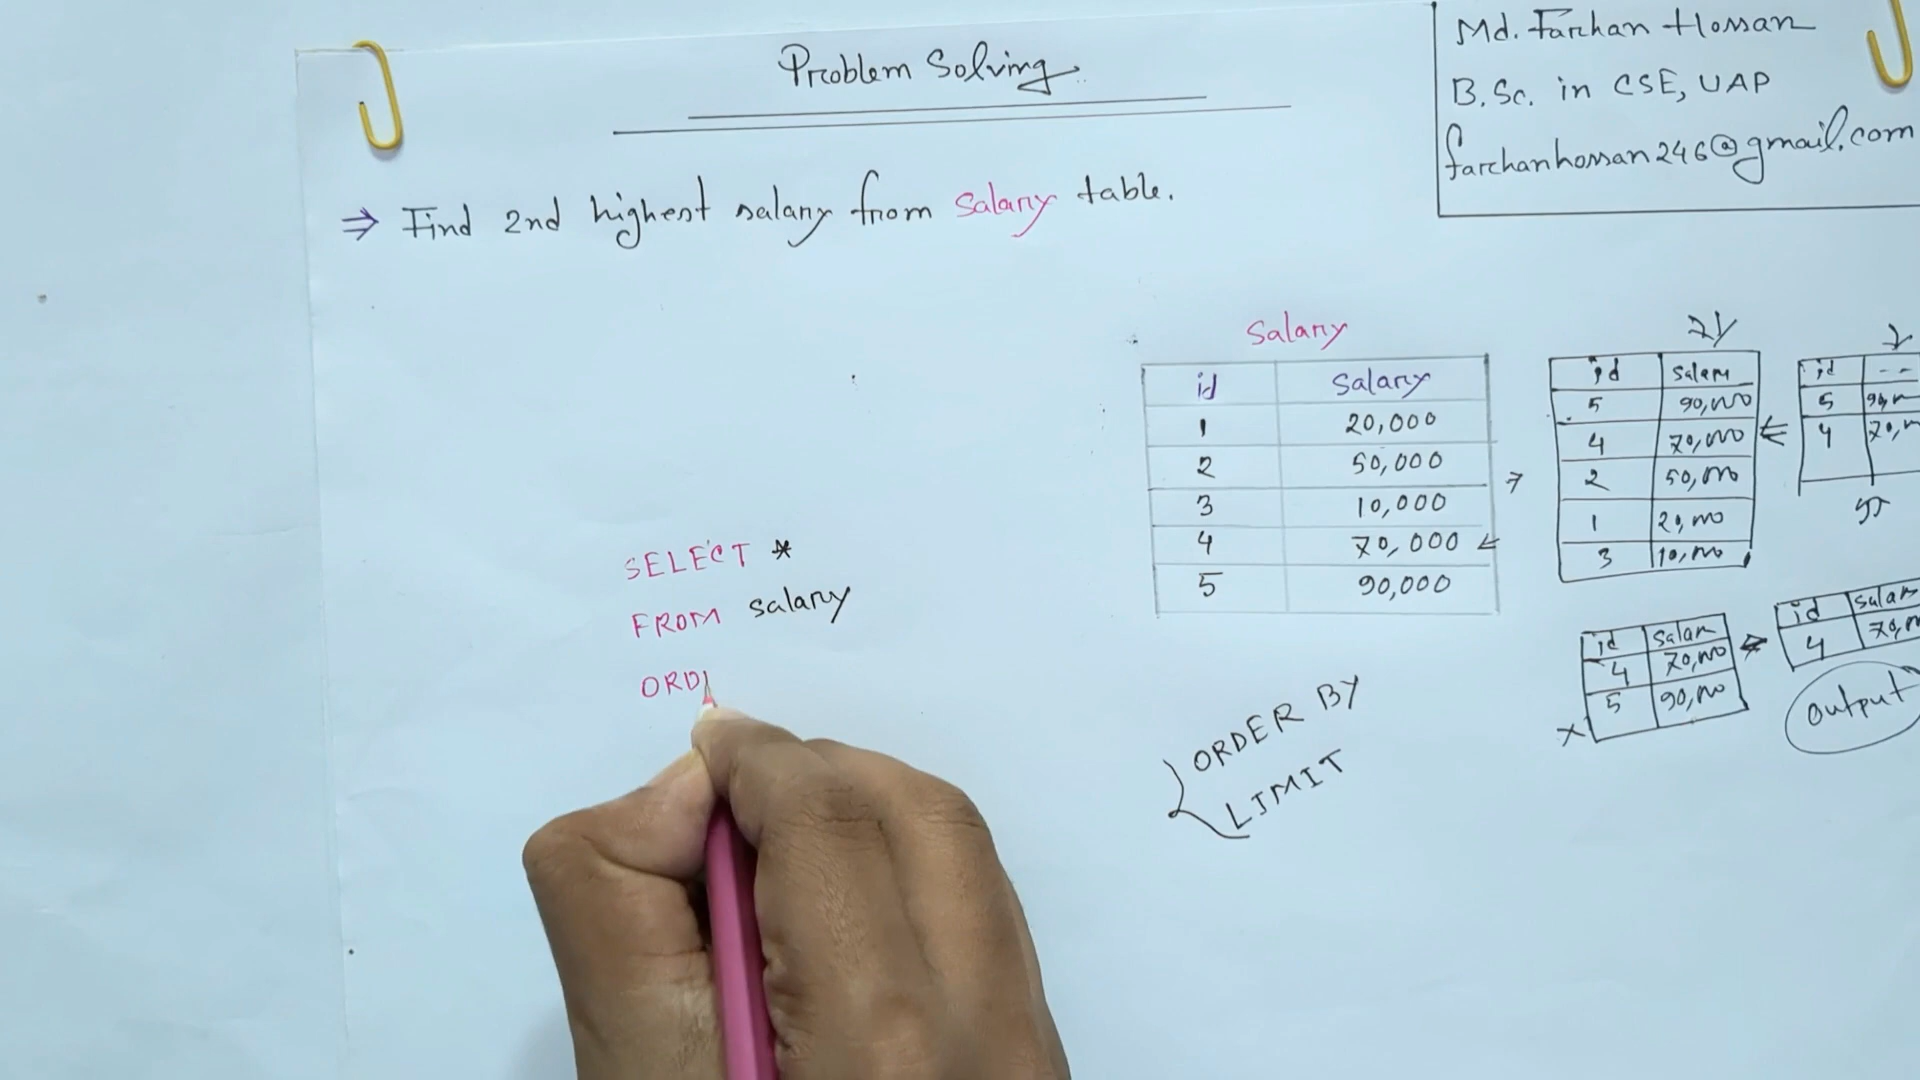 Problem Solving
Md. Farhan Hossan
B.Sc. in CSE, UAP
farhanhossan246@gmail.com
⇒ Find 2nd highest salary from Salary table.
Salary
id Salary
1 20,000
2 50,000
3 10,000
4 70,000
5 90,000
id Salary
5 90,000
4 70,000
2 50,000
1 20,000
3 10,000
id --
5
4
id Salary
4 70,000
5 90,000
id Salary
4
Output
SELECT *
FROM salary
ORD
ORDER BY
LIMIT